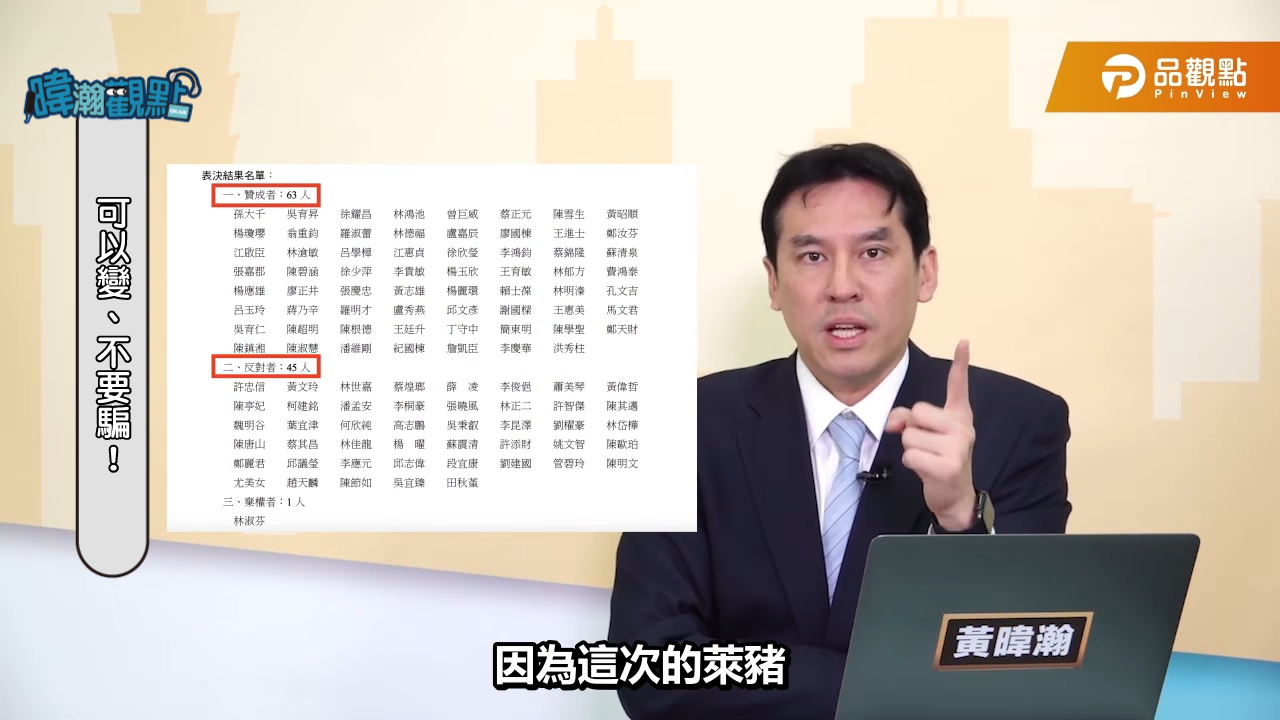 暐瀚觀點
品觀點
PinView
可以變、不要騙！
表決結果名單：
一、贊成者：63 人
孫大千 吳育昇 徐耀昌 林鴻池 曾巨威 蔡正元 陳雪生 黃昭順
楊瓊瓔 翁重鈞 羅淑蕾 林德福 盧嘉辰 廖國棟 王進士 鄭汝芬
江啟臣 林滄敏 呂學樟 江惠貞 徐欣瑩 李鴻鈞 蔡錦隆 蘇清泉
張嘉郡 陳碧涵 徐少萍 李貴敏 楊玉欣 王育敏 林郁方 費鴻泰
楊應雄 廖正井 張慶忠 黃志雄 楊麗環 賴士葆 林明溱 孔文吉
呂玉玲 蔣乃辛 羅明才 盧秀燕 邱文彥 謝國樑 王惠美 馬文君
吳育仁 陳超明 陳根德 王廷升 丁守中 簡東明 陳學聖 鄭天財
陳鎮湘 陳淑慧 潘維剛 紀國棟 詹凱臣 李慶華 洪秀柱
二、反對者：45 人
許忠信 黃文玲 林世嘉 蔡煌瑯 薛 凌 李俊俋 蕭美琴 黃偉哲
陳亭妃 柯建銘 潘孟安 李桐豪 張曉風 林正二 許智傑 陳其邁
魏明谷 葉宜津 何欣純 高志鵬 吳秉叡 李昆澤 劉櫂豪 林岱樺
陳唐山 蔡其昌 林佳龍 楊 曜 蘇震清 許添財 姚文智 陳歐珀
鄭麗君 邱議瑩 李應元 邱志偉 段宜康 劉建國 管碧玲 陳明文
尤美女 趙天麟 陳節如 吳宜臻 田秋堇
三、棄權者：1 人
林淑芬
黃暐瀚
因為這次的萊豬